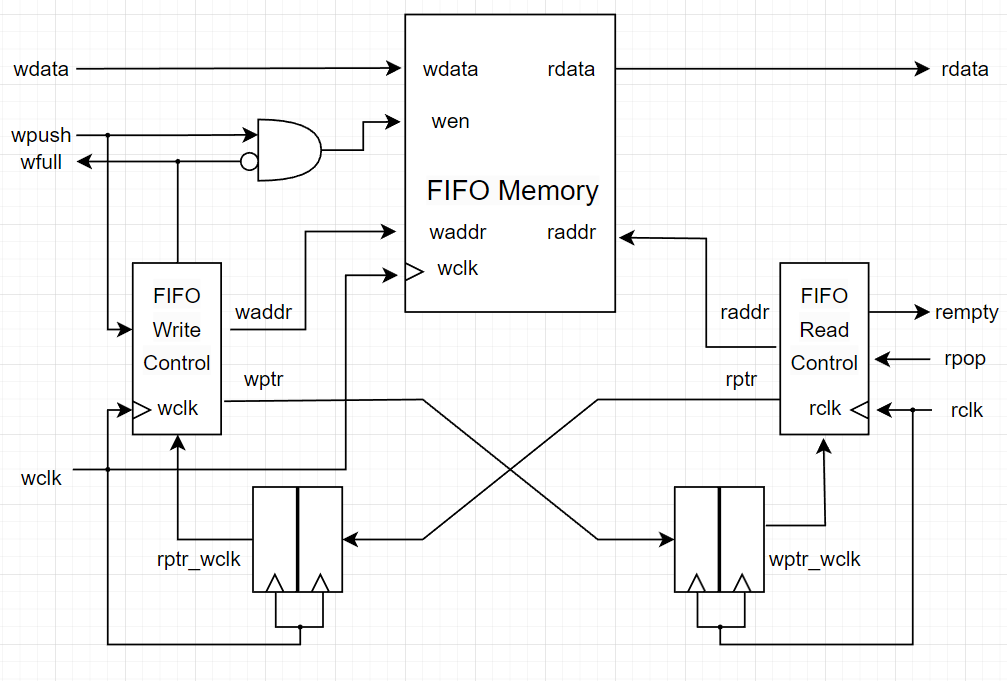 wdata
wdata
rdata
rdata
wpush
wen
wfull
FIFO Memory
waddr
raddr
wclk
FIFO
Write
Control
wclk
waddr
wptr
raddr
rptr
FIFO
Read
Control
rclk
rempty
rpop
rclk
wclk
rptr_wclk
wptr_wclk